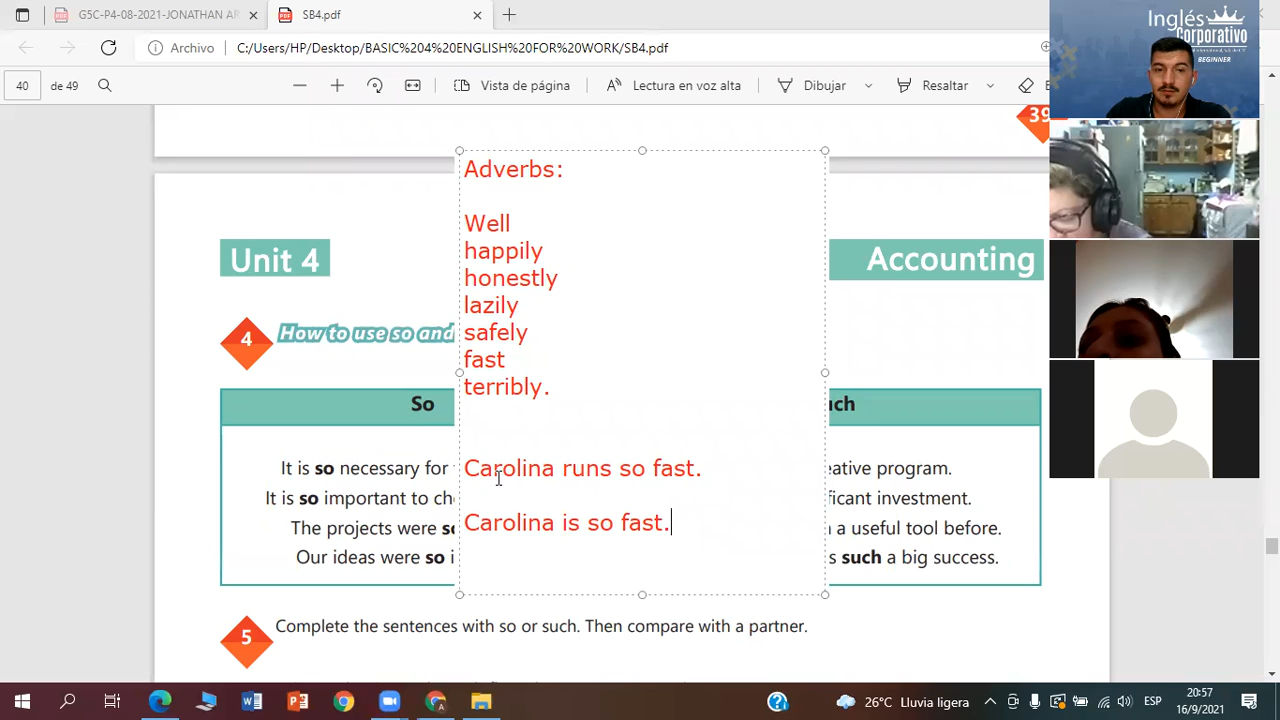 G5C-P4-08-2021-JONATHAN AR
SB4.pdf
Archivo
C:/Users/HP/Desktop/BASIC%204%20ENGLISH%20FOR%20WORK/SB4.pdf
40
de 49
Vista de página
Lectura en voz alta
Dibujar
Resaltar
39
Inglés
Corporativo
BEGINNER
Adverbs:
Well
happily
honestly
lazily
safely
fast
terribly.
Carolina runs so fast.
Carolina is so fast.
Unit 4
Accounting
4
How to use so and
So
uch
It is so necessary for
eative program.
It is so important to ch
ficant investment.
The projects were so
n a useful tool before.
Our ideas were so i
s such a big success.
5
Complete the sentences with so or such. Then compare with a partner.
26°C
Lluvia ligera
ESP
20:57
16/9/2021